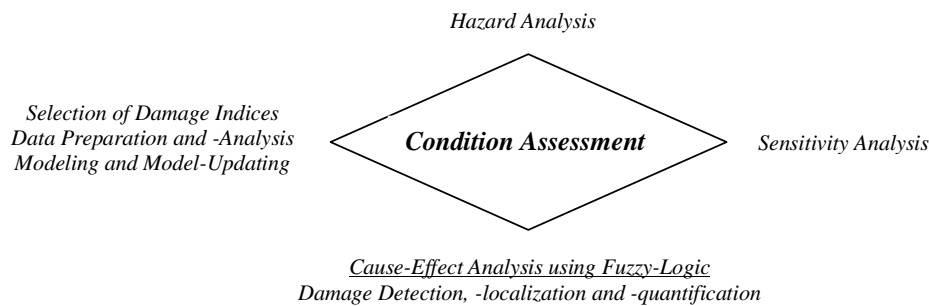 Hazard Analysis
Selection of Damage Indices
Data Preparation and -Analysis
Modeling and Model-Updating
Condition Assessment
Sensitivity Analysis
Cause-Effect Analysis using Fuzzy-Logic
Damage Detection, -localization and -quantification